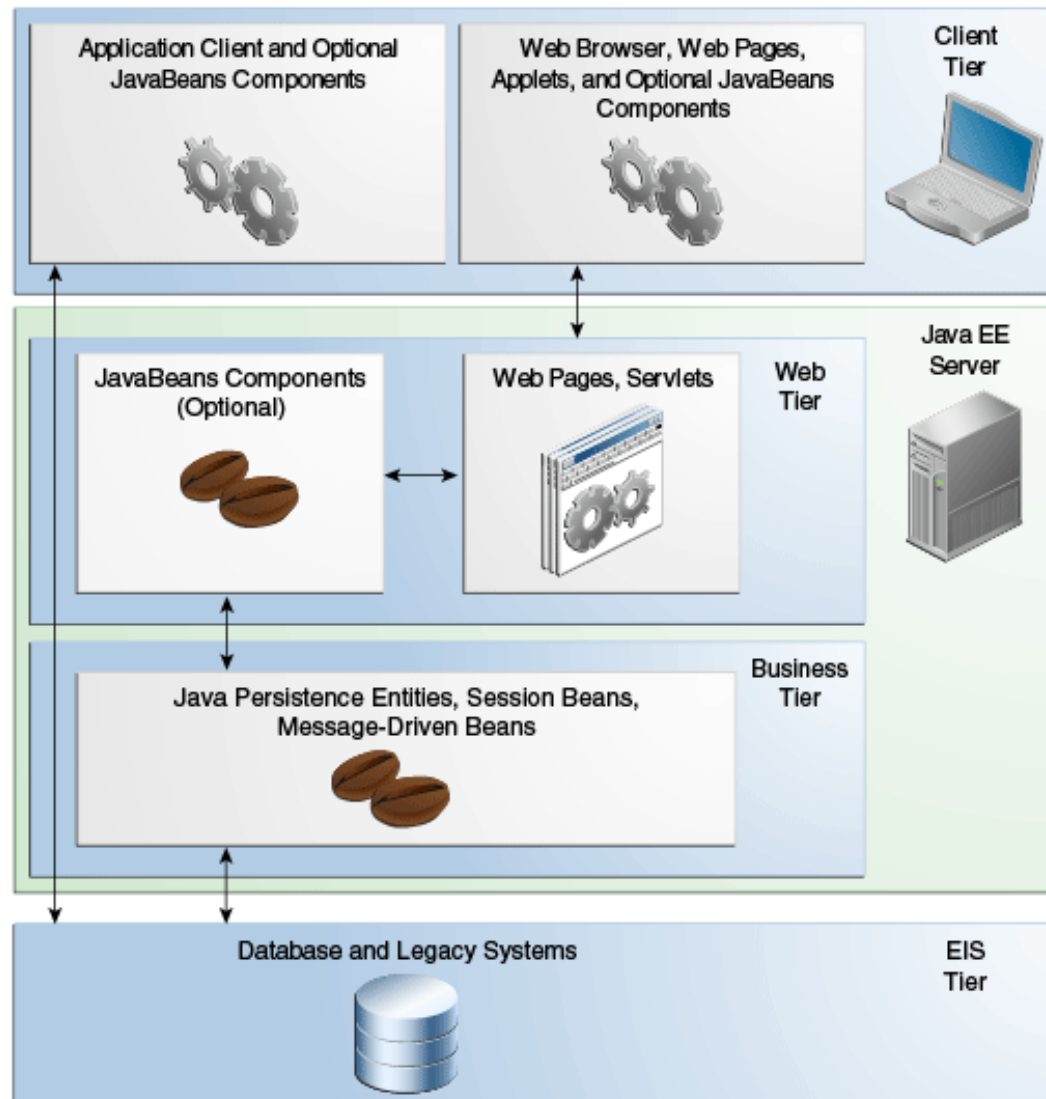 Application Client and Optional
JavaBeans Components
Web Browser, Web Pages,
Applets, and Optional JavaBeans
Components
Client
Tier
Java EE
Server
JavaBeans Components
(Optional)
Web Pages, Servlets
Web
Tier
Java Persistence Entities, Session Beans,
Message-Driven Beans
Business
Tier
Database and Legacy Systems
EIS
Tier